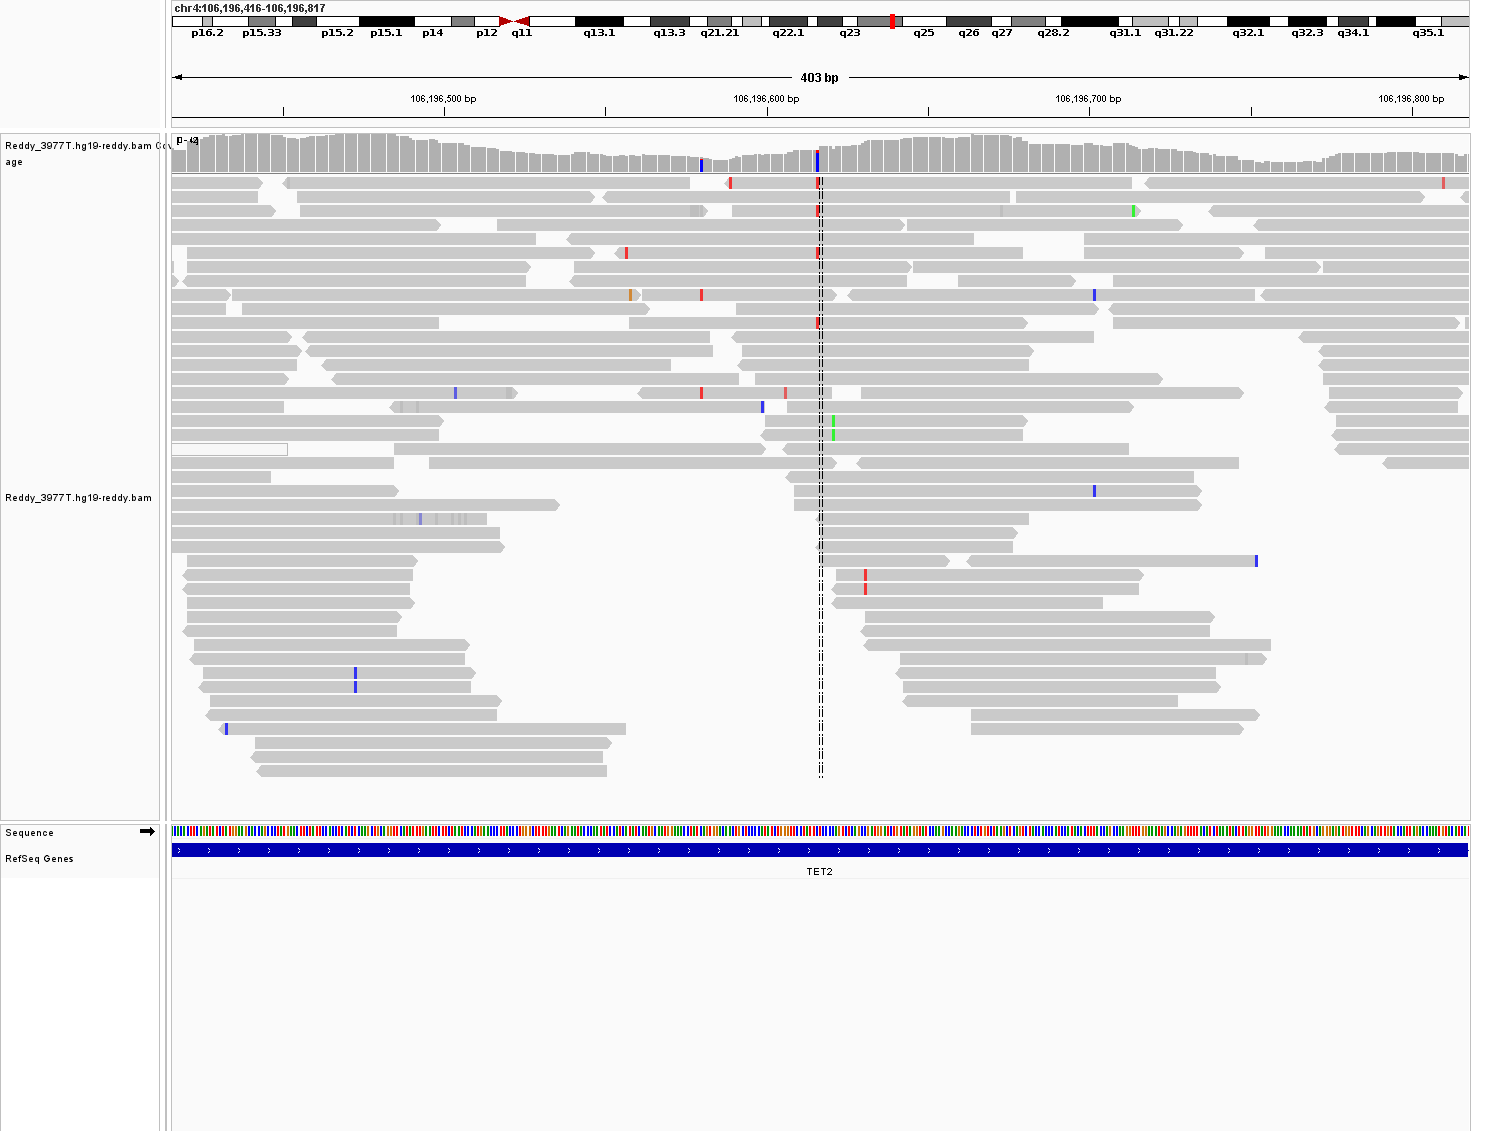 chr4:106,196,416-106,196,817
p16.2 p15.33 p15.2 p15.1 p14 p12 q11 q13.1 q13.3 q21.21 q22.1 q23 q25 q26 q27 q28.2 q31.1 q31.22 q32.1 q32.3 q34.1 q35.1
403 bp
106,196,500 bp 106,196,600 bp 106,196,700 bp 106,196,800 bp
Reddy_3977T.hg19-reddy.bam Cov
age
Reddy_3977T.hg19-reddy.bam
Sequence
RefSeq Genes
TET2